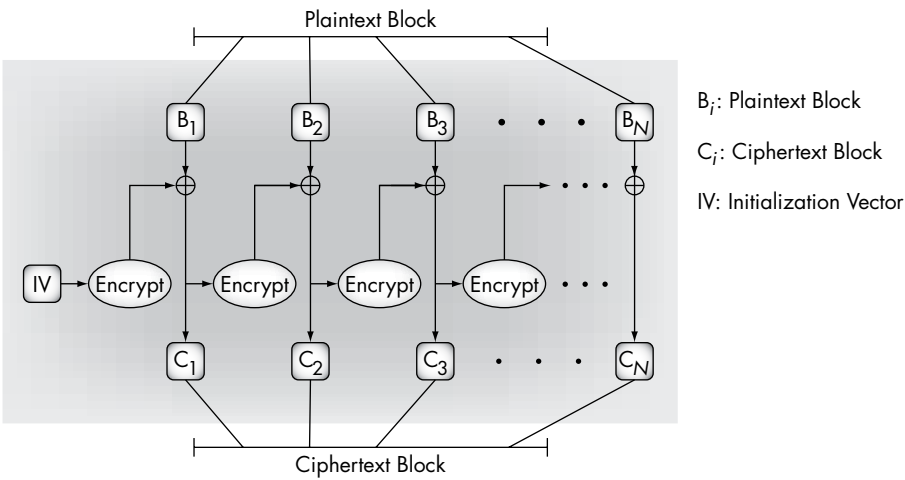 Plaintext Block
B1 B2 B3 • • • BN
Bi: Plaintext Block
Ci: Ciphertext Block
IV: Initialization Vector
IV Encrypt Encrypt Encrypt Encrypt • • •
C1 C2 C3 • • • CN
Ciphertext Block